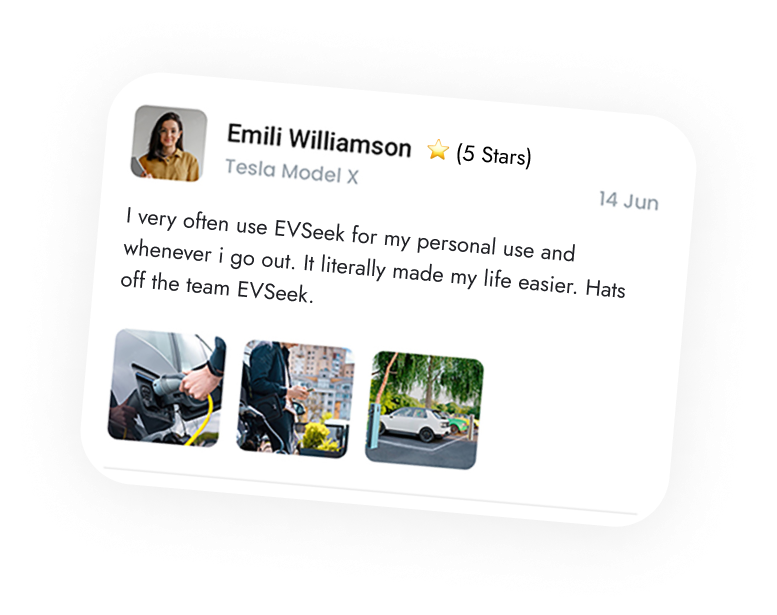 Emili Williamson ⭐ (5 Stars)
Tesla Model X
14 Jun
I very often use EVSeek for my personal use and
whenever i go out. It literally made my life easier. Hats
off the team EVSeek.